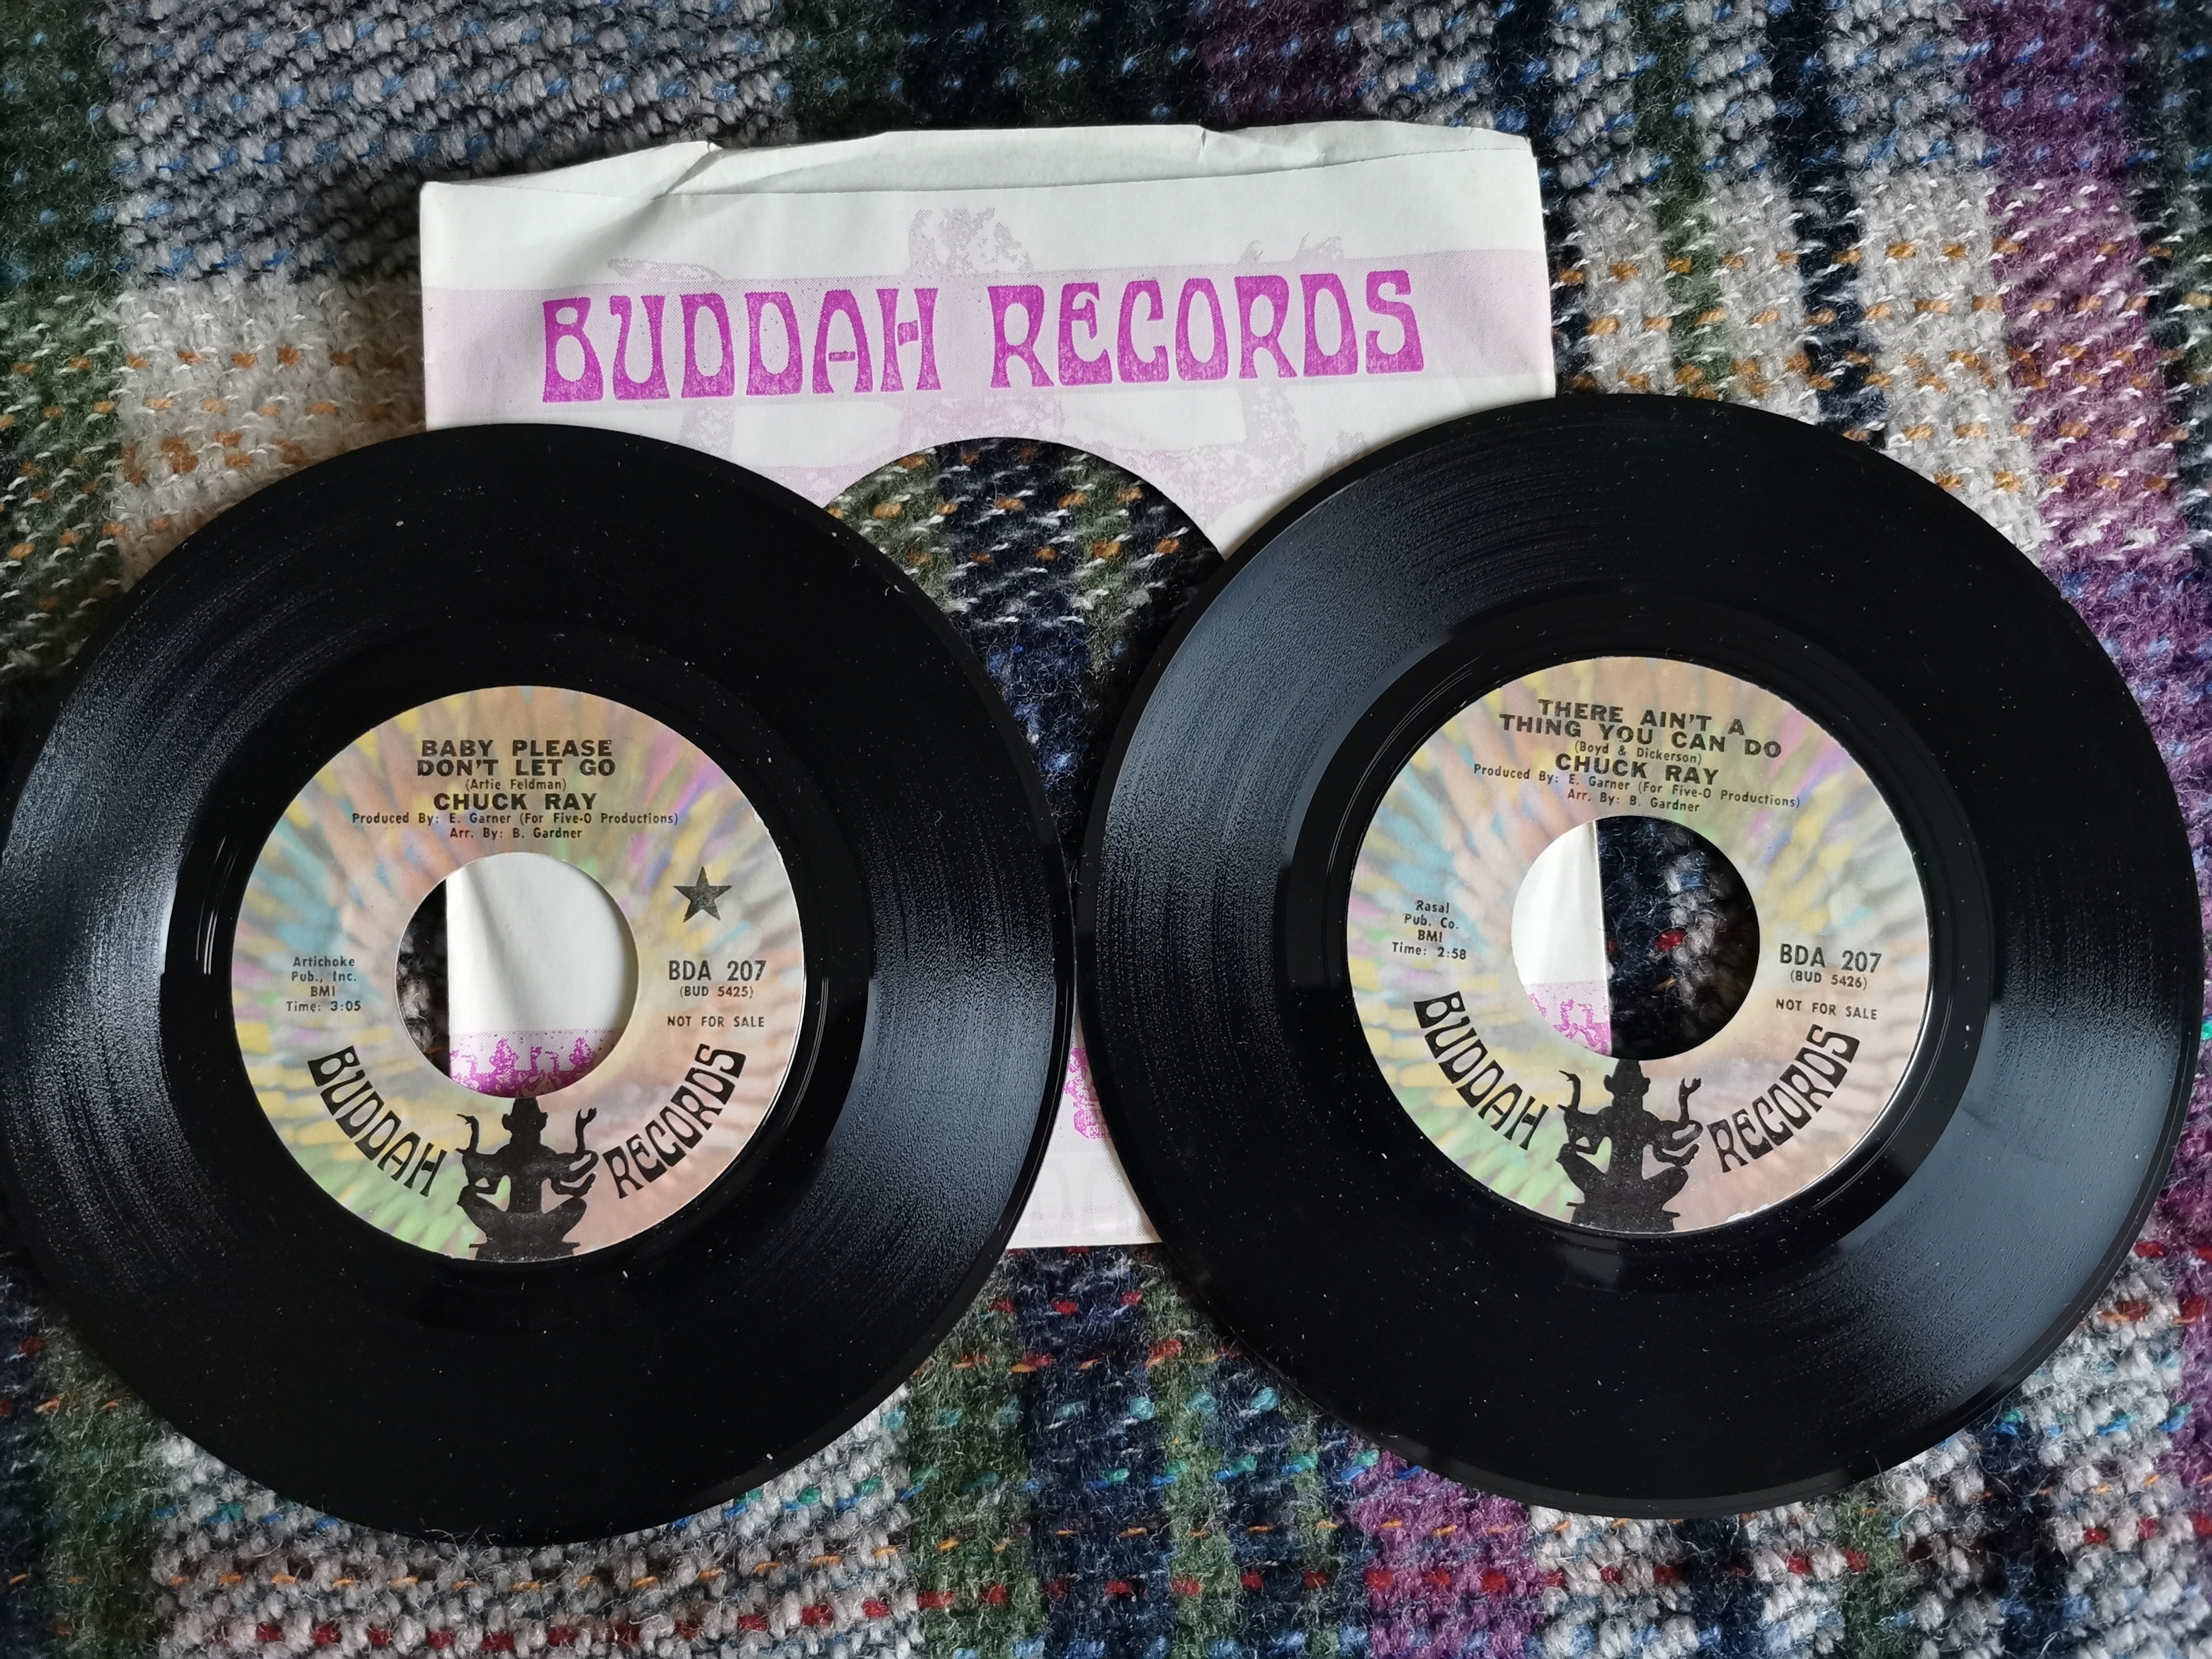 BUDDAH RECORDS
BABY PLEASE
DON'T LET GO
(Artie Feldman)
CHUCK RAY
Produced By: E. Garner (For Five-O Productions)
Arr. By: B. Gardner
Artichoke
Pub., Inc.
BMI
Time: 3:05
BDA 207
(BUD 5425)
NOT FOR SALE
BUDDAH RECORDS
THERE AIN'T A
THING YOU CAN DO
(Boyd & Dickerson)
CHUCK RAY
Produced By: E. Garner (For Five-O Productions)
Arr. By: B. Gardner
Rasal
Pub. Co.
BMI
Time: 2:58
BDA 207
(BUD 5426)
NOT FOR SALE
BUDDAH RECORDS